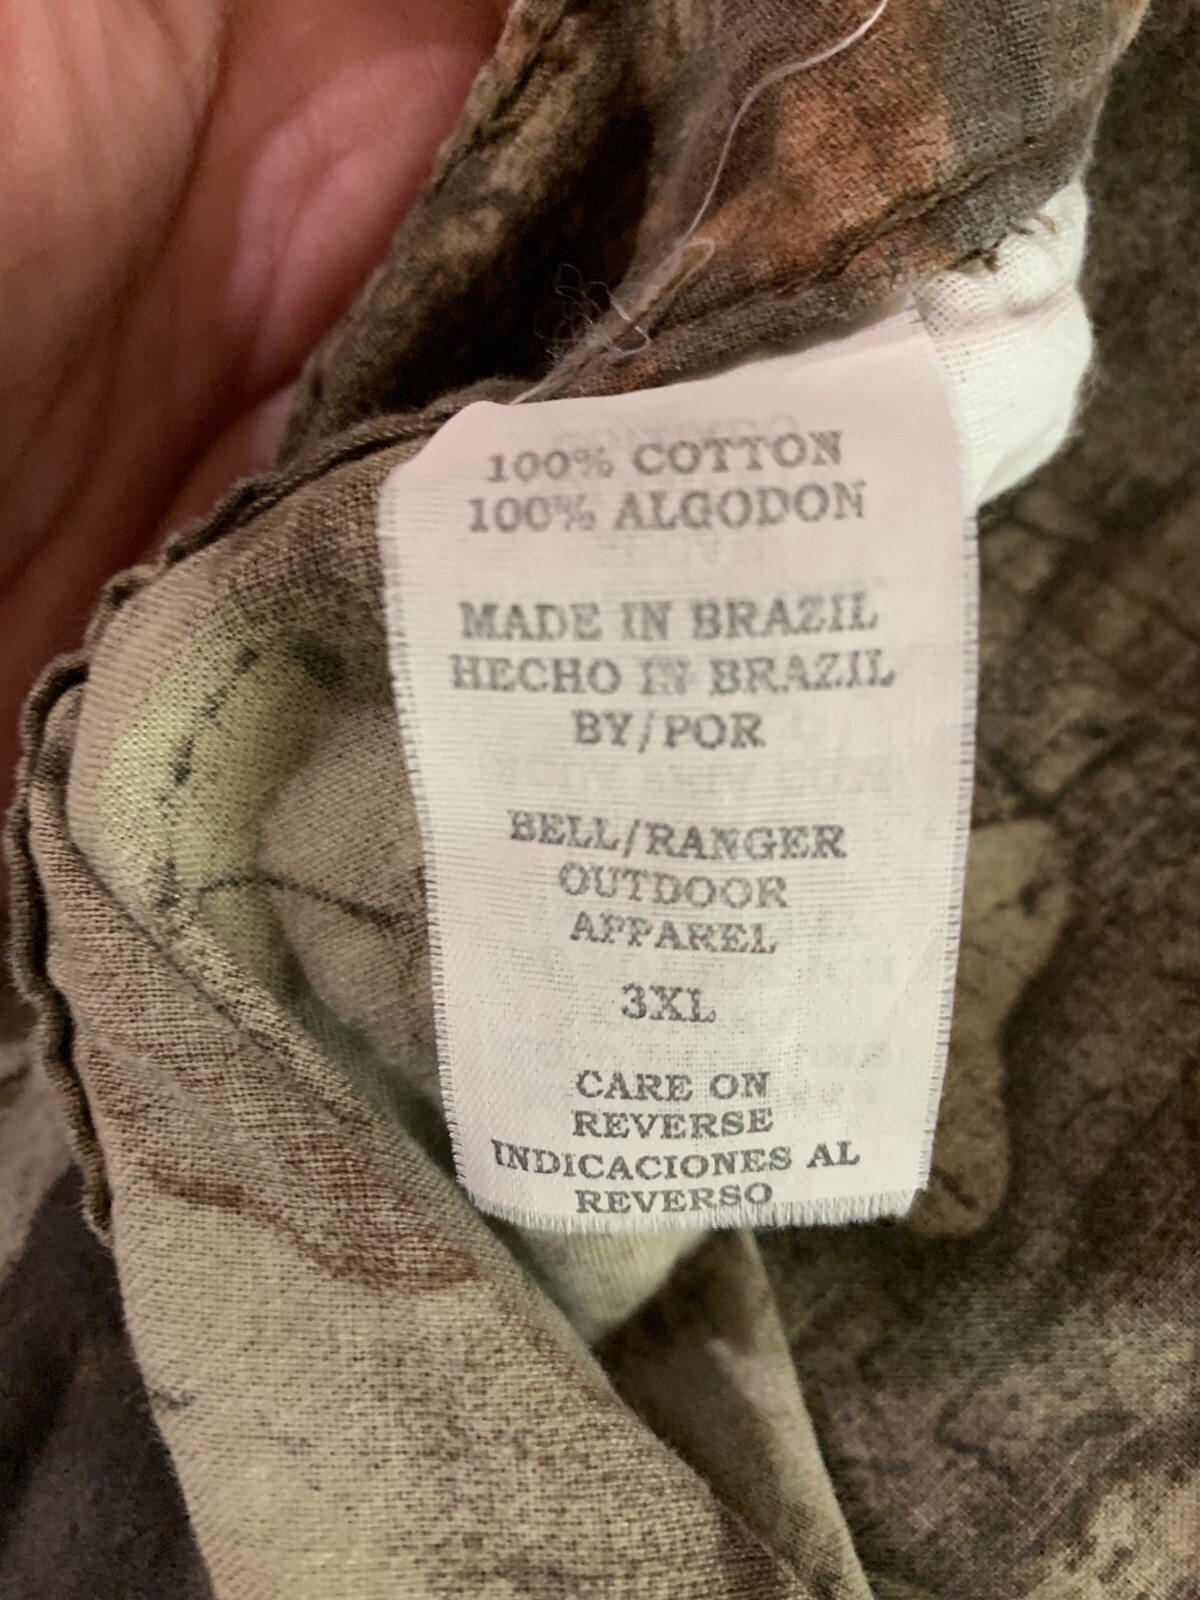 100% COTTON
100% ALGODON
MADE IN BRAZIL
HECHO IN BRAZIL
BY/POR
BELL/RANGER
OUTDOOR
APPAREL
3XL
CARE ON
REVERSE
INDICACIONES AL
REVERSO